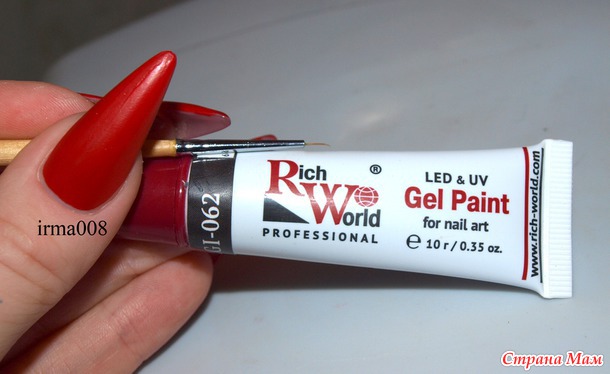 irma008
GI-062
Rich World ®
PROFESSIONAL
LED & UV
Gel Paint
for nail art
℮ 10 г / 0.35 oz.
www.rich-world.com
Страна Мам